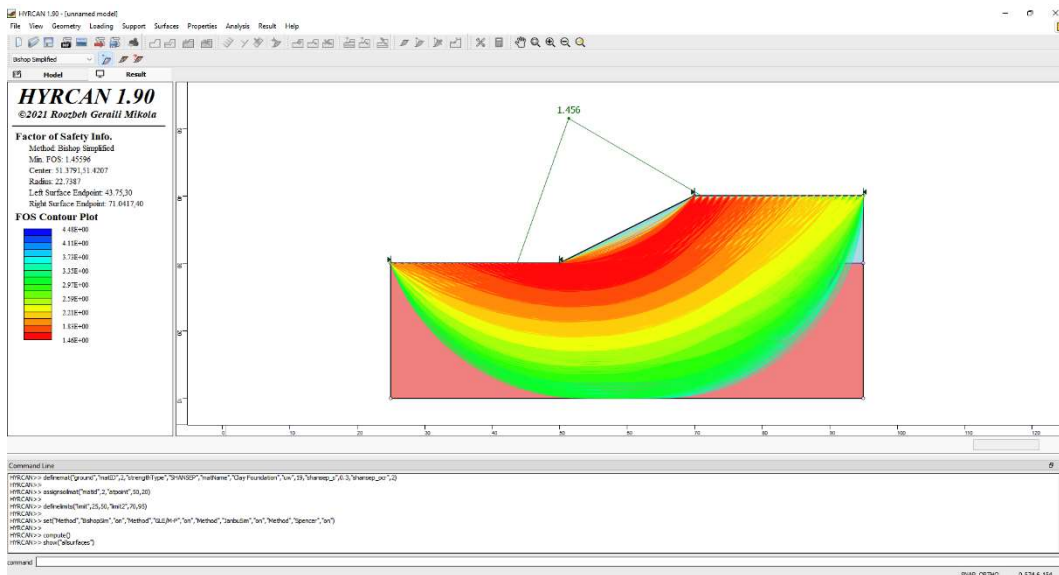 HYRCAN 1.90 - [unnamed model]
File View Geometry Loading Support Surfaces Properties Analysis Result Help
Bishop Simplified
Model Result
HYRCAN 1.90
©2021 Roozbeh Geraili Mikola
Factor of Safety Info.
Method: Bishop Simplified
Min. FOS: 1.45596
Center: 51.3791,51.4207
Radius: 22.7387
Left Surface Endpoint: 43.75,30
Right Surface Endpoint: 71.0417,40
FOS Contour Plot
4.48E+00
4.11E+00
3.73E+00
3.35E+00
2.97E+00
2.59E+00
2.21E+00
1.83E+00
1.46E+00
1.456
0 10 20 30 40 50 60 70 80 90 100 110 120
Command Line
HYRCAN>> definemat("ground","matID",2,"strengthType","SHANSEP","matName","Clay Foundation","uw",19,"shansep_s",0.3,"shansep_pcr",2)
HYRCAN>>
HYRCAN>> assignsoilmat("matid",2,"atpoint",50,20)
HYRCAN>>
HYRCAN>> definelimits("limit",25,50,"limit2",70,95)
HYRCAN>>
HYRCAN>> set("Method","BishopSim","on","Method","GLE/M-P","on","Method","JanbuSim","on","Method","Spencer","on")
HYRCAN>>
HYRCAN>> compute()
HYRCAN>> show("allsurfaces")
command
SNAP ORTHO